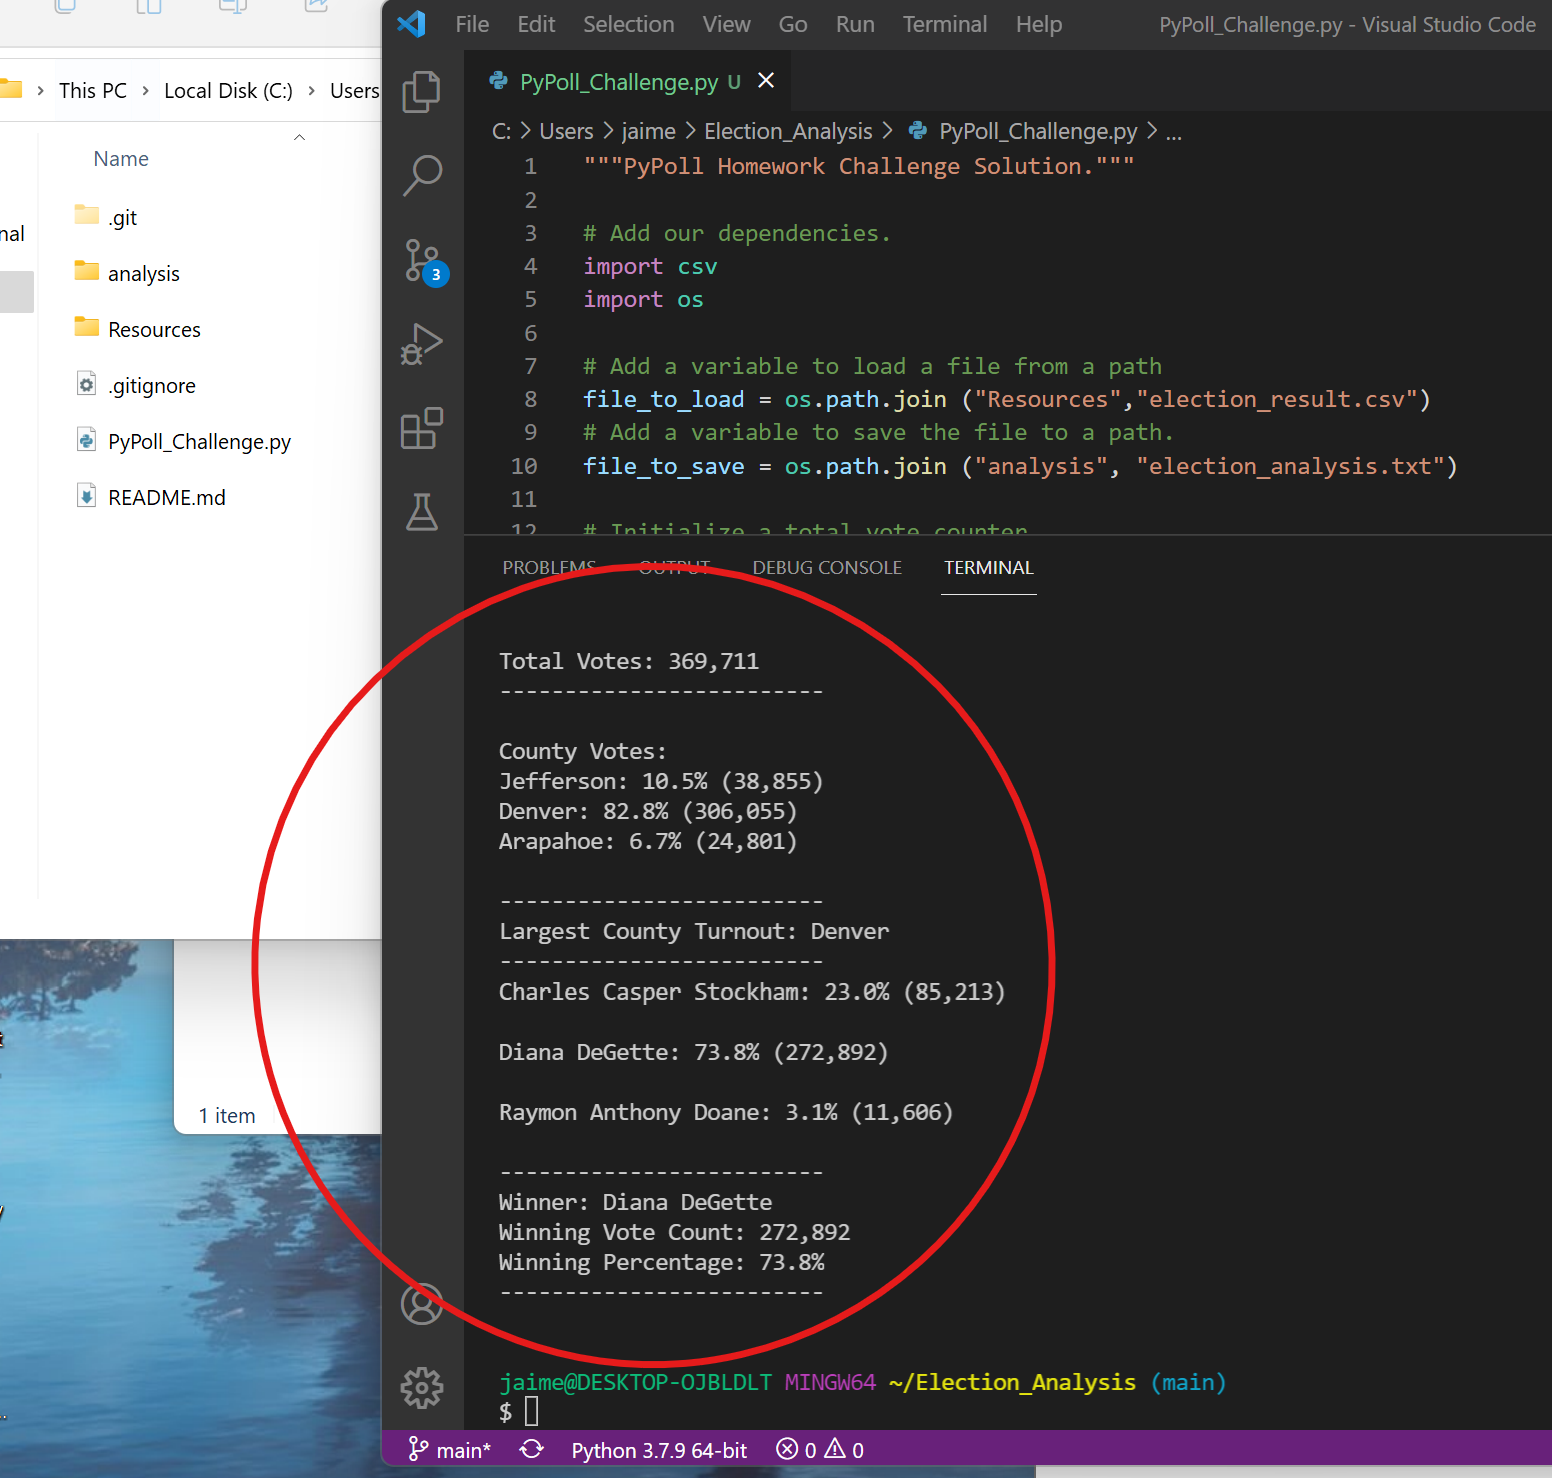 File Edit Selection View Go Run Terminal Help PyPoll_Challenge.py - Visual Studio Code
This PC > Local Disk (C:) > Users
Name
.git
nal
analysis
Resources
.gitignore
PyPoll_Challenge.py
README.md
1 item
3
PyPoll_Challenge.py U
C: > Users > jaime > Election_Analysis > PyPoll_Challenge.py > ...
1 """PyPoll Homework Challenge Solution."""
2
3 # Add our dependencies.
4 import csv
5 import os
6
7 # Add a variable to load a file from a path
8 file_to_load = os.path.join ("Resources","election_result.csv")
9 # Add a variable to save the file to a path.
10 file_to_save = os.path.join ("analysis", "election_analysis.txt")
11
12 # Initialize a total vote counter
PROBLEMS OUTPUT DEBUG CONSOLE TERMINAL
Total Votes: 369,711
-------------------------
County Votes:
Jefferson: 10.5% (38,855)
Denver: 82.8% (306,055)
Arapahoe: 6.7% (24,801)
-------------------------
Largest County Turnout: Denver
-------------------------
Charles Casper Stockham: 23.0% (85,213)
Diana DeGette: 73.8% (272,892)
Raymon Anthony Doane: 3.1% (11,606)
-------------------------
Winner: Diana DeGette
Winning Vote Count: 272,892
Winning Percentage: 73.8%
-------------------------
jaime@DESKTOP-OJBLDLT MINGW64 ~/Election_Analysis (main)
$
main* Python 3.7.9 64-bit 0 0